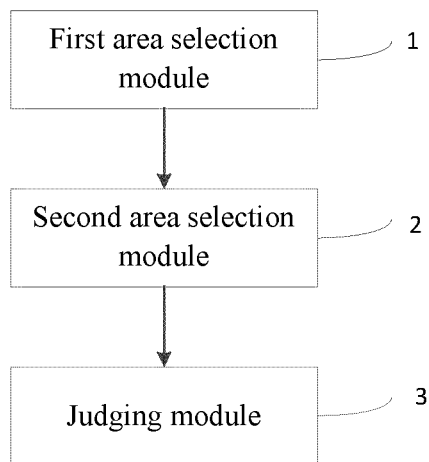 First area selection
module
1
Second area selection
module
2
Judging module
3